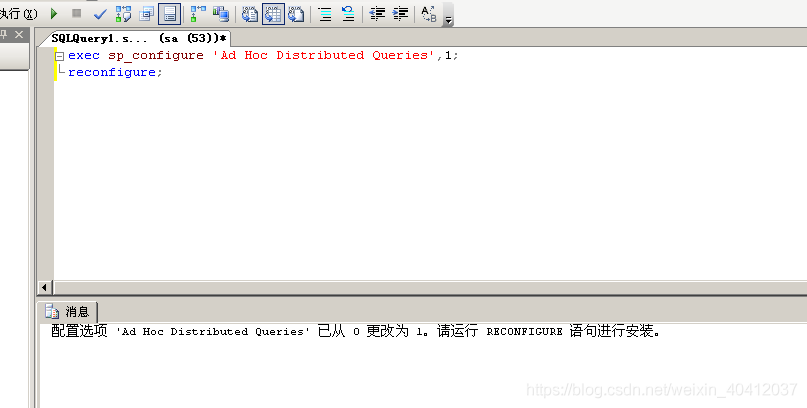 执行(X)
SQLQuery1.s... (sa (53))*
exec sp_configure 'Ad Hoc Distributed Queries',1;
reconfigure;
消息
配置选项 'Ad Hoc Distributed Queries' 已从 0 更改为 1。请运行 RECONFIGURE 语句进行安装。
https://blog.csdn.net/weixin_40412037